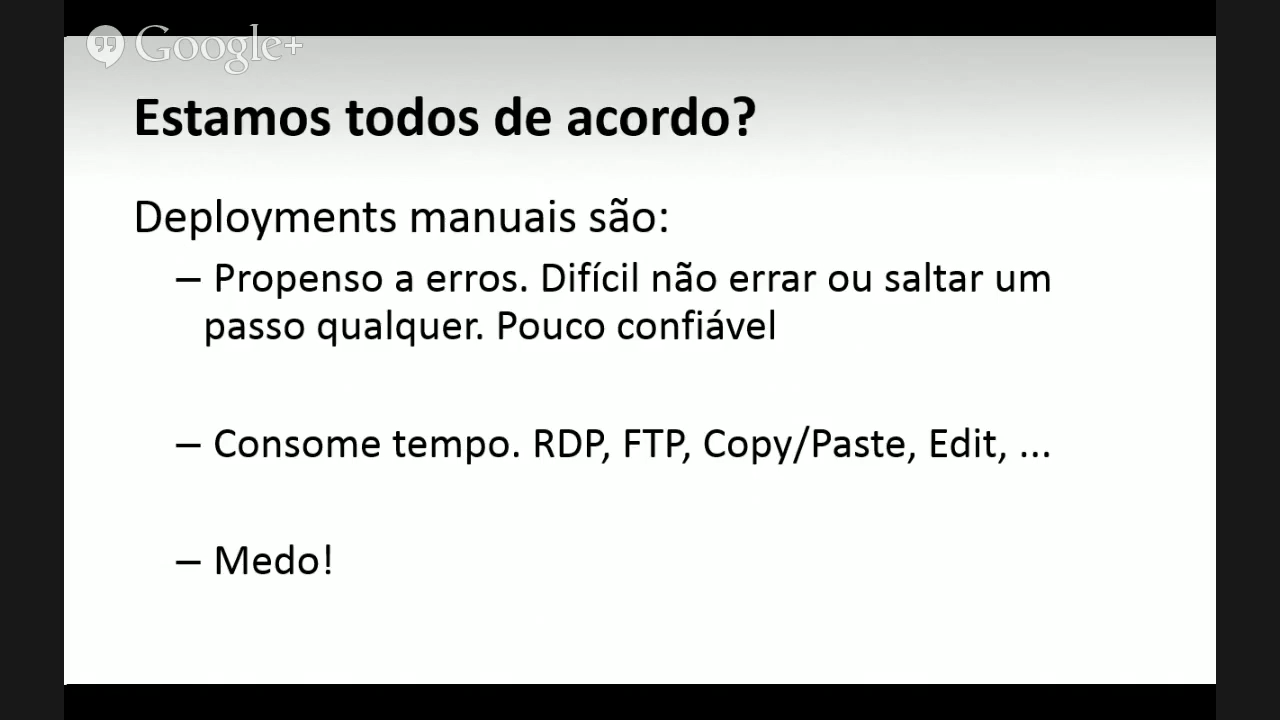 Google+
Estamos todos de acordo?
Deployments manuais são:
– Propenso a erros. Difícil não errar ou saltar um
passo qualquer. Pouco confiável
– Consome tempo. RDP, FTP, Copy/Paste, Edit, ...
– Medo!